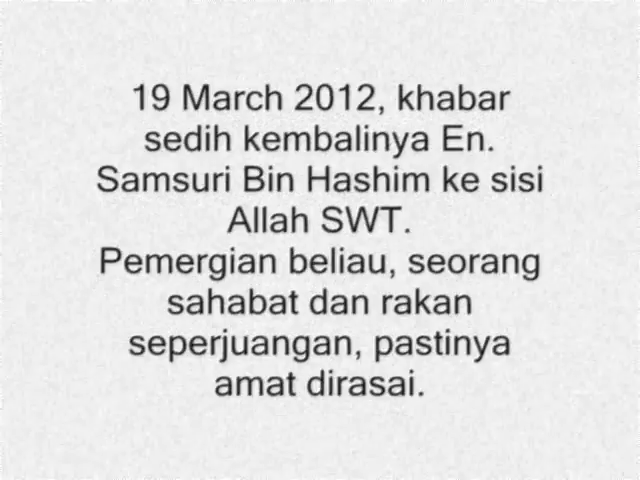 19 March 2012, khabar
sedih kembalinya En.
Samsuri Bin Hashim ke sisi
Allah SWT.
Pemergian beliau, seorang
sahabat dan rakan
seperjuangan, pastinya
amat dirasai.